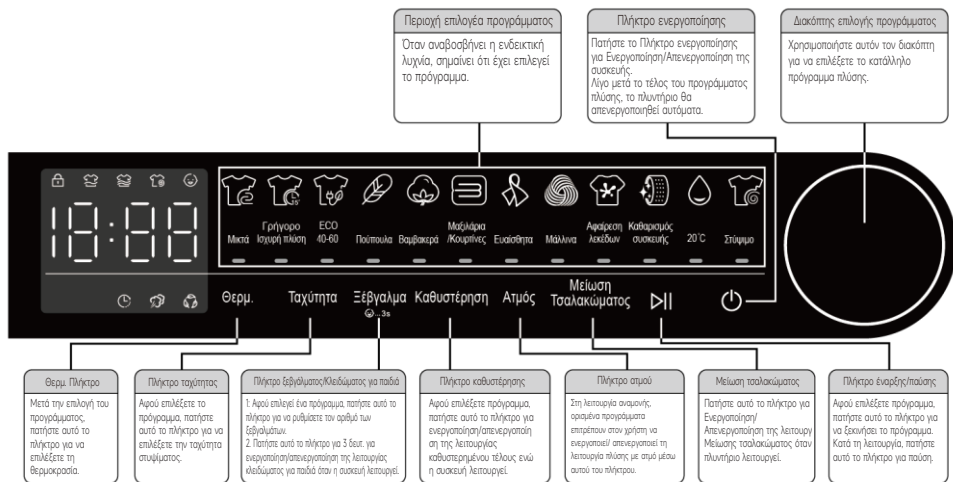 Περιοχή επιλογέα προγράμματος
Όταν αναβοσβήνει η ενδεικτική
λυχνία, σημαίνει ότι έχει επιλεγεί
το πρόγραμμα.
Πλήκτρο ενεργοποίησης
Πατήστε το Πλήκτρο ενεργοποίησης
για Ενεργοποίηση/Απενεργοποίηση της
συσκευής.
Λίγο μετά το τέλος του προγράμματος
πλύσης, το πλυντήριο θα
απενεργοποιηθεί αυτόματα.
Διακόπτης επιλογής προγράμματος
Χρησιμοποιήστε αυτόν τον διακόπτη
για να επιλέξετε το κατάλληλο
πρόγραμμα πλύσης.
18:88
15'
Μικτά
Γρήγορο
Ισχυρή πλύση
ECO
40-60
Πούπουλα
Βαμβακερά
Μαξιλάρια
/Κουρτίνες
Ευαίσθητα
Μάλλινα
Αφαίρεση
λεκέδων
Καθαρισμός
συσκευής
20℃
Στύψιμο
Θερμ.
Ταχύτητα
Ξέβγαλμα
...3s
Καθυστέρηση
Ατμός
Μείωση
Τσαλακώματος
Θερμ. Πλήκτρο
Μετά την επιλογή του
προγράμματος,
πατήστε αυτό το
πλήκτρο για να
επιλέξετε τη
θερμοκρασία.
Πλήκτρο ταχύτητας
Αφού επιλέξετε το
πρόγραμμα, πατήστε
αυτό το πλήκτρο για να
επιλέξετε την ταχύτητα
στυψίματος.
Πλήκτρο ξεβγάλματος/Κλειδώματος για παιδιά
1: Αφού επιλεγεί ένα πρόγραμμα, πατήστε αυτό το
πλήκτρο για να ρυθμίσετε τον αριθμό των
ξεβγαλμάτων.
2. Πατήστε αυτό το πλήκτρο για 3 δευτ. για
ενεργοποίηση/απενεργοποίηση της λειτουργίας
κλειδώματος για παιδιά όταν η συσκευή λειτουργεί.
Πλήκτρο καθυστέρησης
Αφού επιλέξετε πρόγραμμα,
πατήστε αυτό το πλήκτρο για
ενεργοποίηση/απενεργοποίη
ση της λειτουργίας
καθυστερημένου τέλους ενώ
η συσκευή λειτουργεί.
Πλήκτρο ατμού
Στη λειτουργία αναμονής,
ορισμένα προγράμματα
επιτρέπουν στον χρήστη να
ενεργοποιεί/ απενεργοποιεί τη
λειτουργία πλύσης με ατμό μέσω
αυτού του πλήκτρου.
Μείωση τσαλακώματος
Πατήστε αυτό το πλήκτρο για
Ενεργοποίηση/
Απενεργοποίηση της λειτουργ
Μείωσης τσαλακώματος όταν
πλυντήριο λειτουργεί.
Πλήκτρο έναρξης/παύσης
Αφού επιλέξετε πρόγραμμα,
πατήστε αυτό το πλήκτρο για
να ξεκινήσει το πρόγραμμα.
Κατά τη λειτουργία, πατήστε
αυτό το πλήκτρο για παύση.